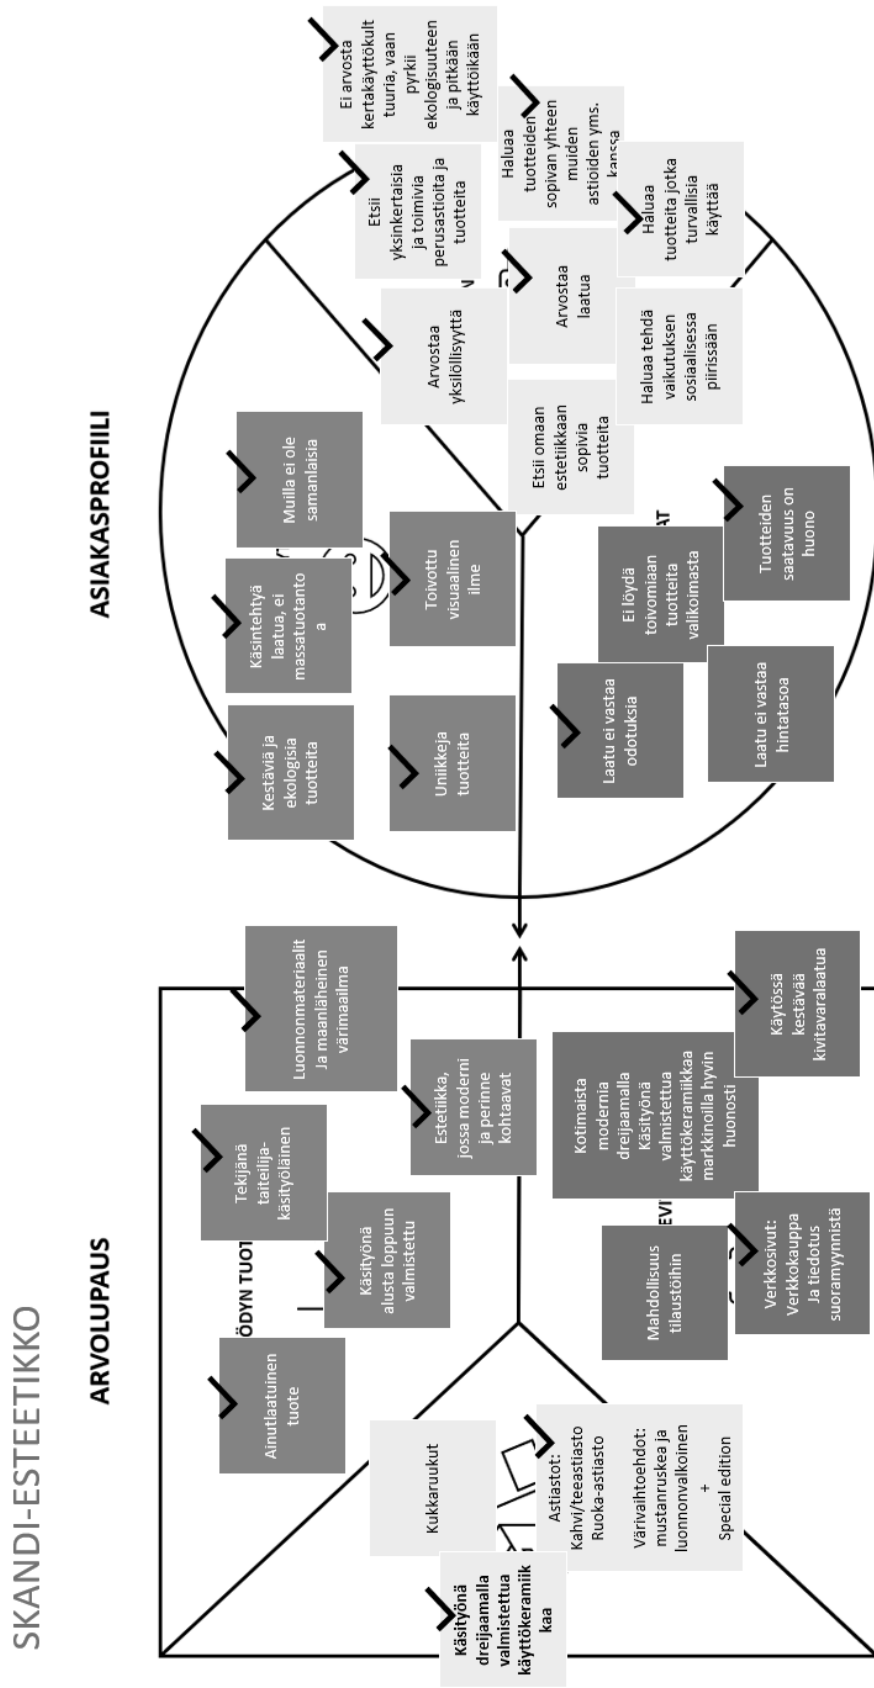 SKANDI-ESTEETIKKO
ARVOLUPAUS
ASIAKASPROFIILI
Ainutlaatuinen
tuote
Tekijänä
taiteilija-
käsityöläinen
Luonnonmateriaalit
Ja maanläheinen
värimaailma
ÖDYN TUOT
Käsityönä
alusta loppuun
valmistettu
Estetiikka,
jossa moderni
ja perinne
kohtaavat
Kukkaruukut
Käsityönä
dreijaamalla
valmistettua
käyttökeramiik
kaa
Astiastot:
Kahvi/teeastiasto
Ruoka-astiasto
Värivaihtoehdot:
mustanruskea ja
luonnonvalkoinen
+
Special edition
Kotimaista
modernia
dreijaamalla
Käsityönä
valmistettua
käyttökeramiikkaa
markkinoilla hyvin
huonosti
Mahdollisuus
tilaustöihin
EVI
Verkkosivut:
Verkkokauppa
Ja tiedotus
suoramyynnistä
Käytössä
kestävää
kivitavaralaatua
Kestäviä ja
ekologisia
tuotteita
Käsintehtyä
laatua, ei
massatuotanto
a
Muilla ei ole
samanlaisia
Uniikkeja
tuotteita
Toivottu
visuaalinen
ilme
Ei arvosta
kertakäyttökult
tuuria, vaan
pyrkii
ekologisuuteen
ja pitkään
käyttöikään
Etsii
yksinkertaisia
ja toimivia
perusastioita ja
tuotteita
Arvostaa
yksilöllisyyttä
N
Haluaa
tuotteiden
sopivan yhteen
muiden
astioiden yms.
kanssa
Arvostaa
laatua
Etsii omaan
estetiikkaan
sopivia
tuotteita
Haluaa
tuotteita jotka
turvallisia
käyttää
Haluaa tehdä
vaikutuksen
sosiaalisessa
piirissään
Laatu ei vastaa
odotuksia
Ei löydä
toivomiaan
tuotteita
valikoimasta
AT
Laatu ei vastaa
hintatasoa
Tuotteiden
saatavuus on
huono